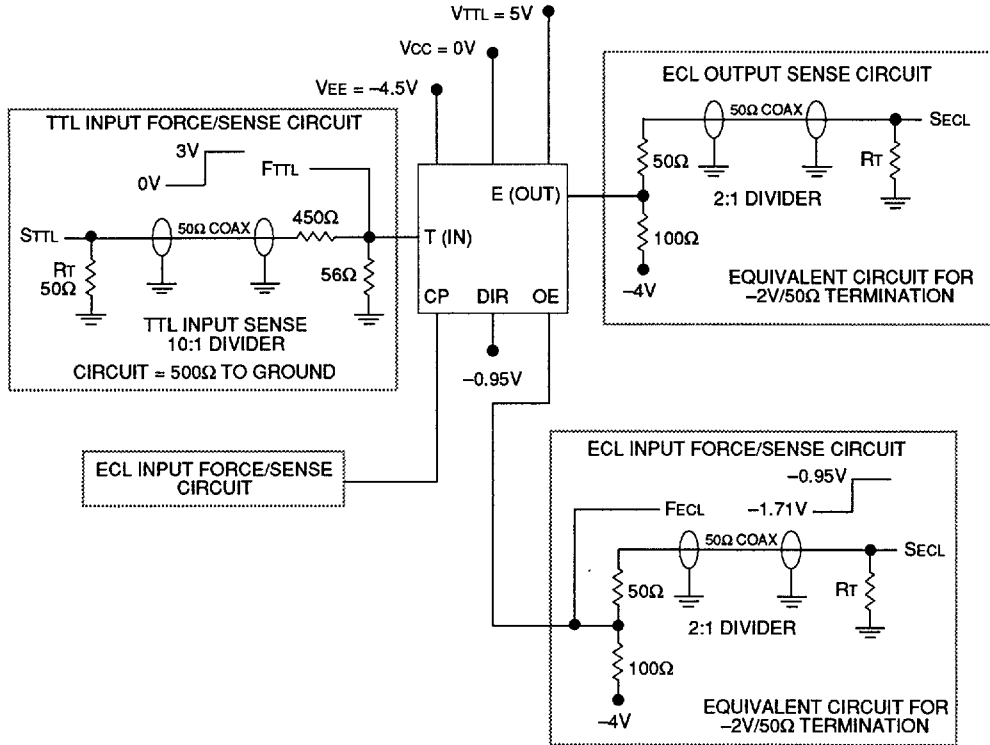 VTTL = 5V
VCC = 0V
VEE = –4.5V
TTL INPUT FORCE/SENSE CIRCUIT
3V
0V
FTTL
STTL
50Ω COAX
450Ω
RT
50Ω
56Ω
TTL INPUT SENSE
10:1 DIVIDER
CIRCUIT = 500Ω TO GROUND
T (IN)
E (OUT)
CP
DIR
OE
–0.95V
ECL OUTPUT SENSE CIRCUIT
50Ω COAX
SECL
50Ω
RT
2:1 DIVIDER
100Ω
–4V
EQUIVALENT CIRCUIT FOR
–2V/50Ω TERMINATION
ECL INPUT FORCE/SENSE
CIRCUIT
ECL INPUT FORCE/SENSE CIRCUIT
–0.95V
–1.71V
FECL
50Ω COAX
SECL
50Ω
RT
2:1 DIVIDER
100Ω
–4V
EQUIVALENT CIRCUIT FOR
–2V/50Ω TERMINATION